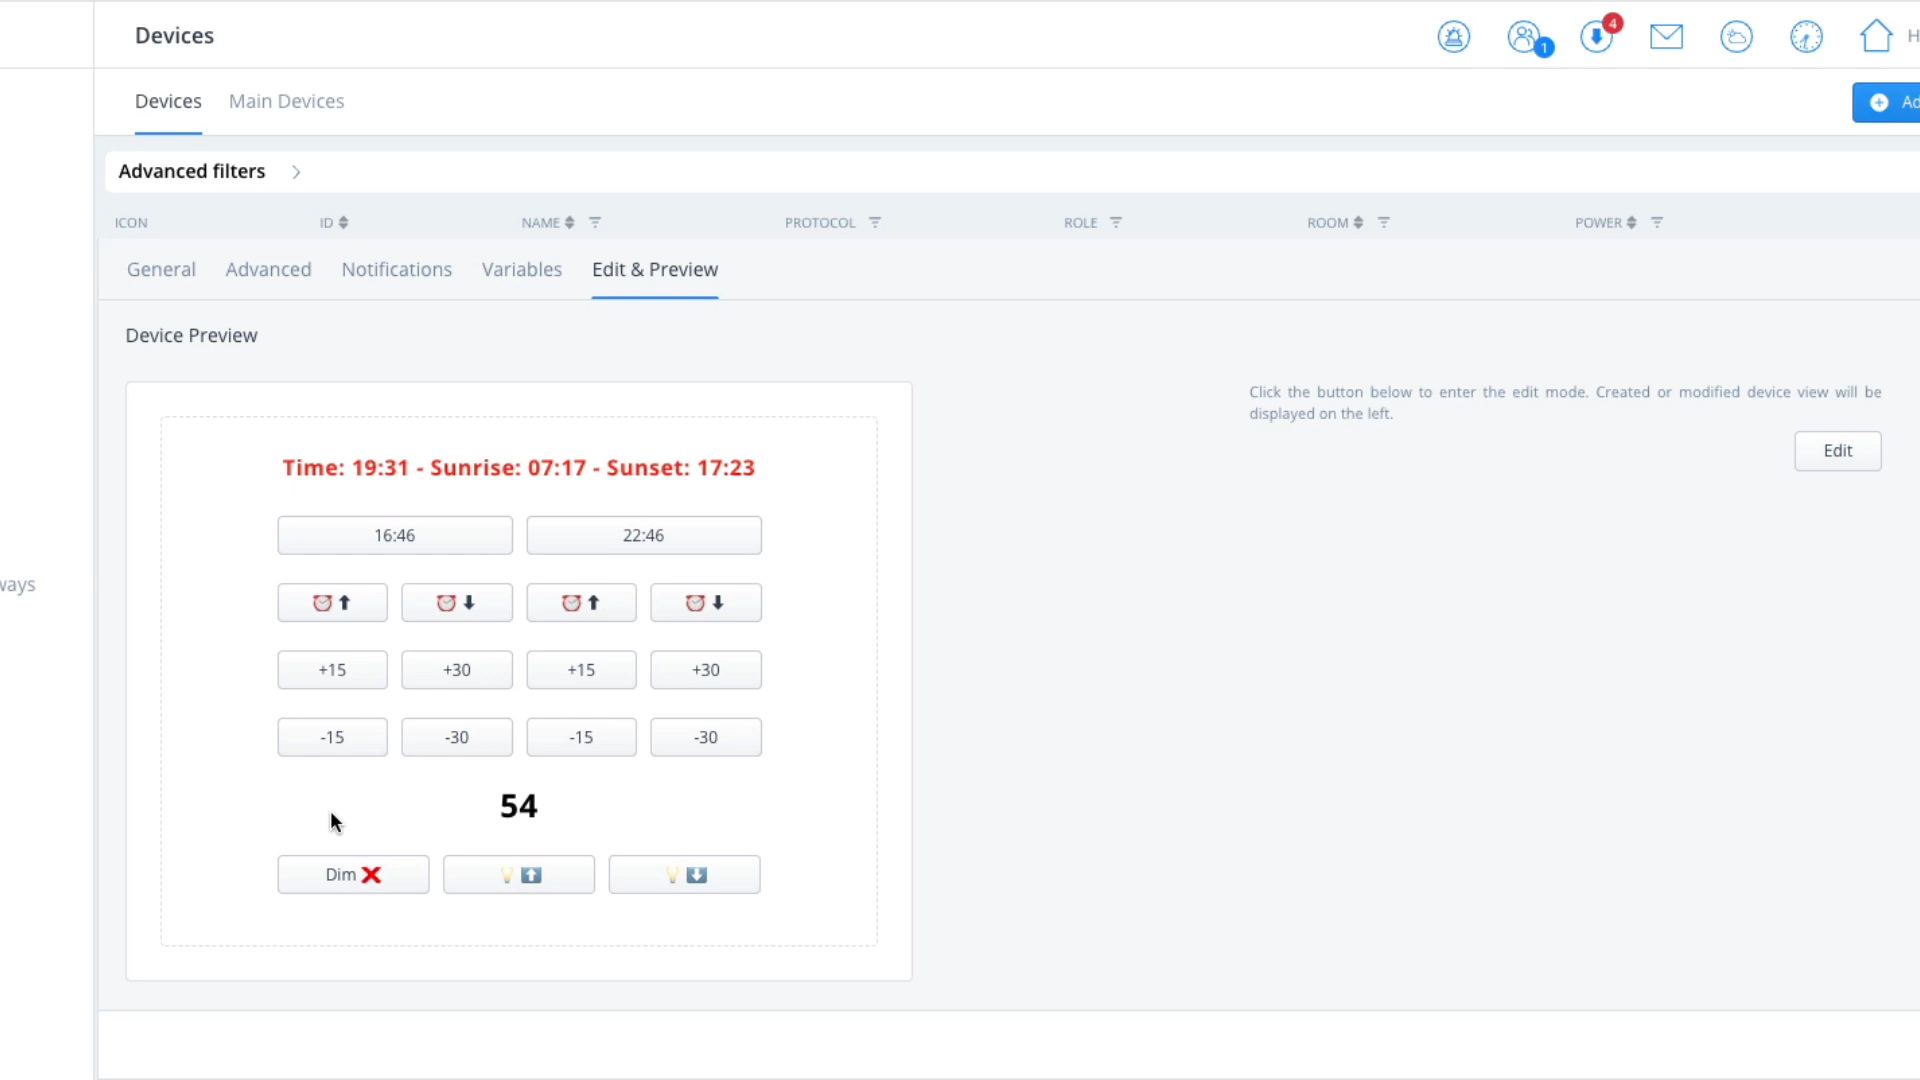 Devices
1
4
H
Devices Main Devices
Ad
Advanced filters
ICON ID NAME PROTOCOL ROLE ROOM POWER
General Advanced Notifications Variables Edit & Preview
Device Preview
Click the button below to enter the edit mode. Created or modified device view will be
displayed on the left.
Edit
Time: 19:31 - Sunrise: 07:17 - Sunset: 17:23
16:46 22:46
ways
+15 +30 +15 +30
-15 -30 -15 -30
54
Dim